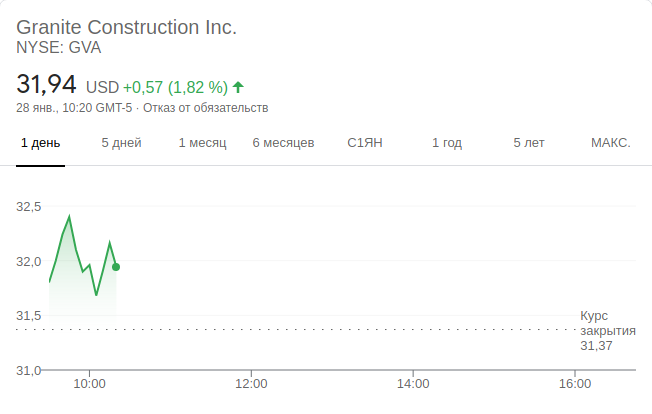 Granite Construction Inc.
NYSE: GVA
31,94 USD +0,57 (1,82 %)
28 янв., 10:20 GMT-5 · Отказ от обязательств
1 день 5 дней 1 месяц 6 месяцев С1ЯН 1 год 5 лет МАКС.
32,5
32,0
31,5
Курс
закрытия
31,37
31,0
10:00 12:00 14:00 16:00